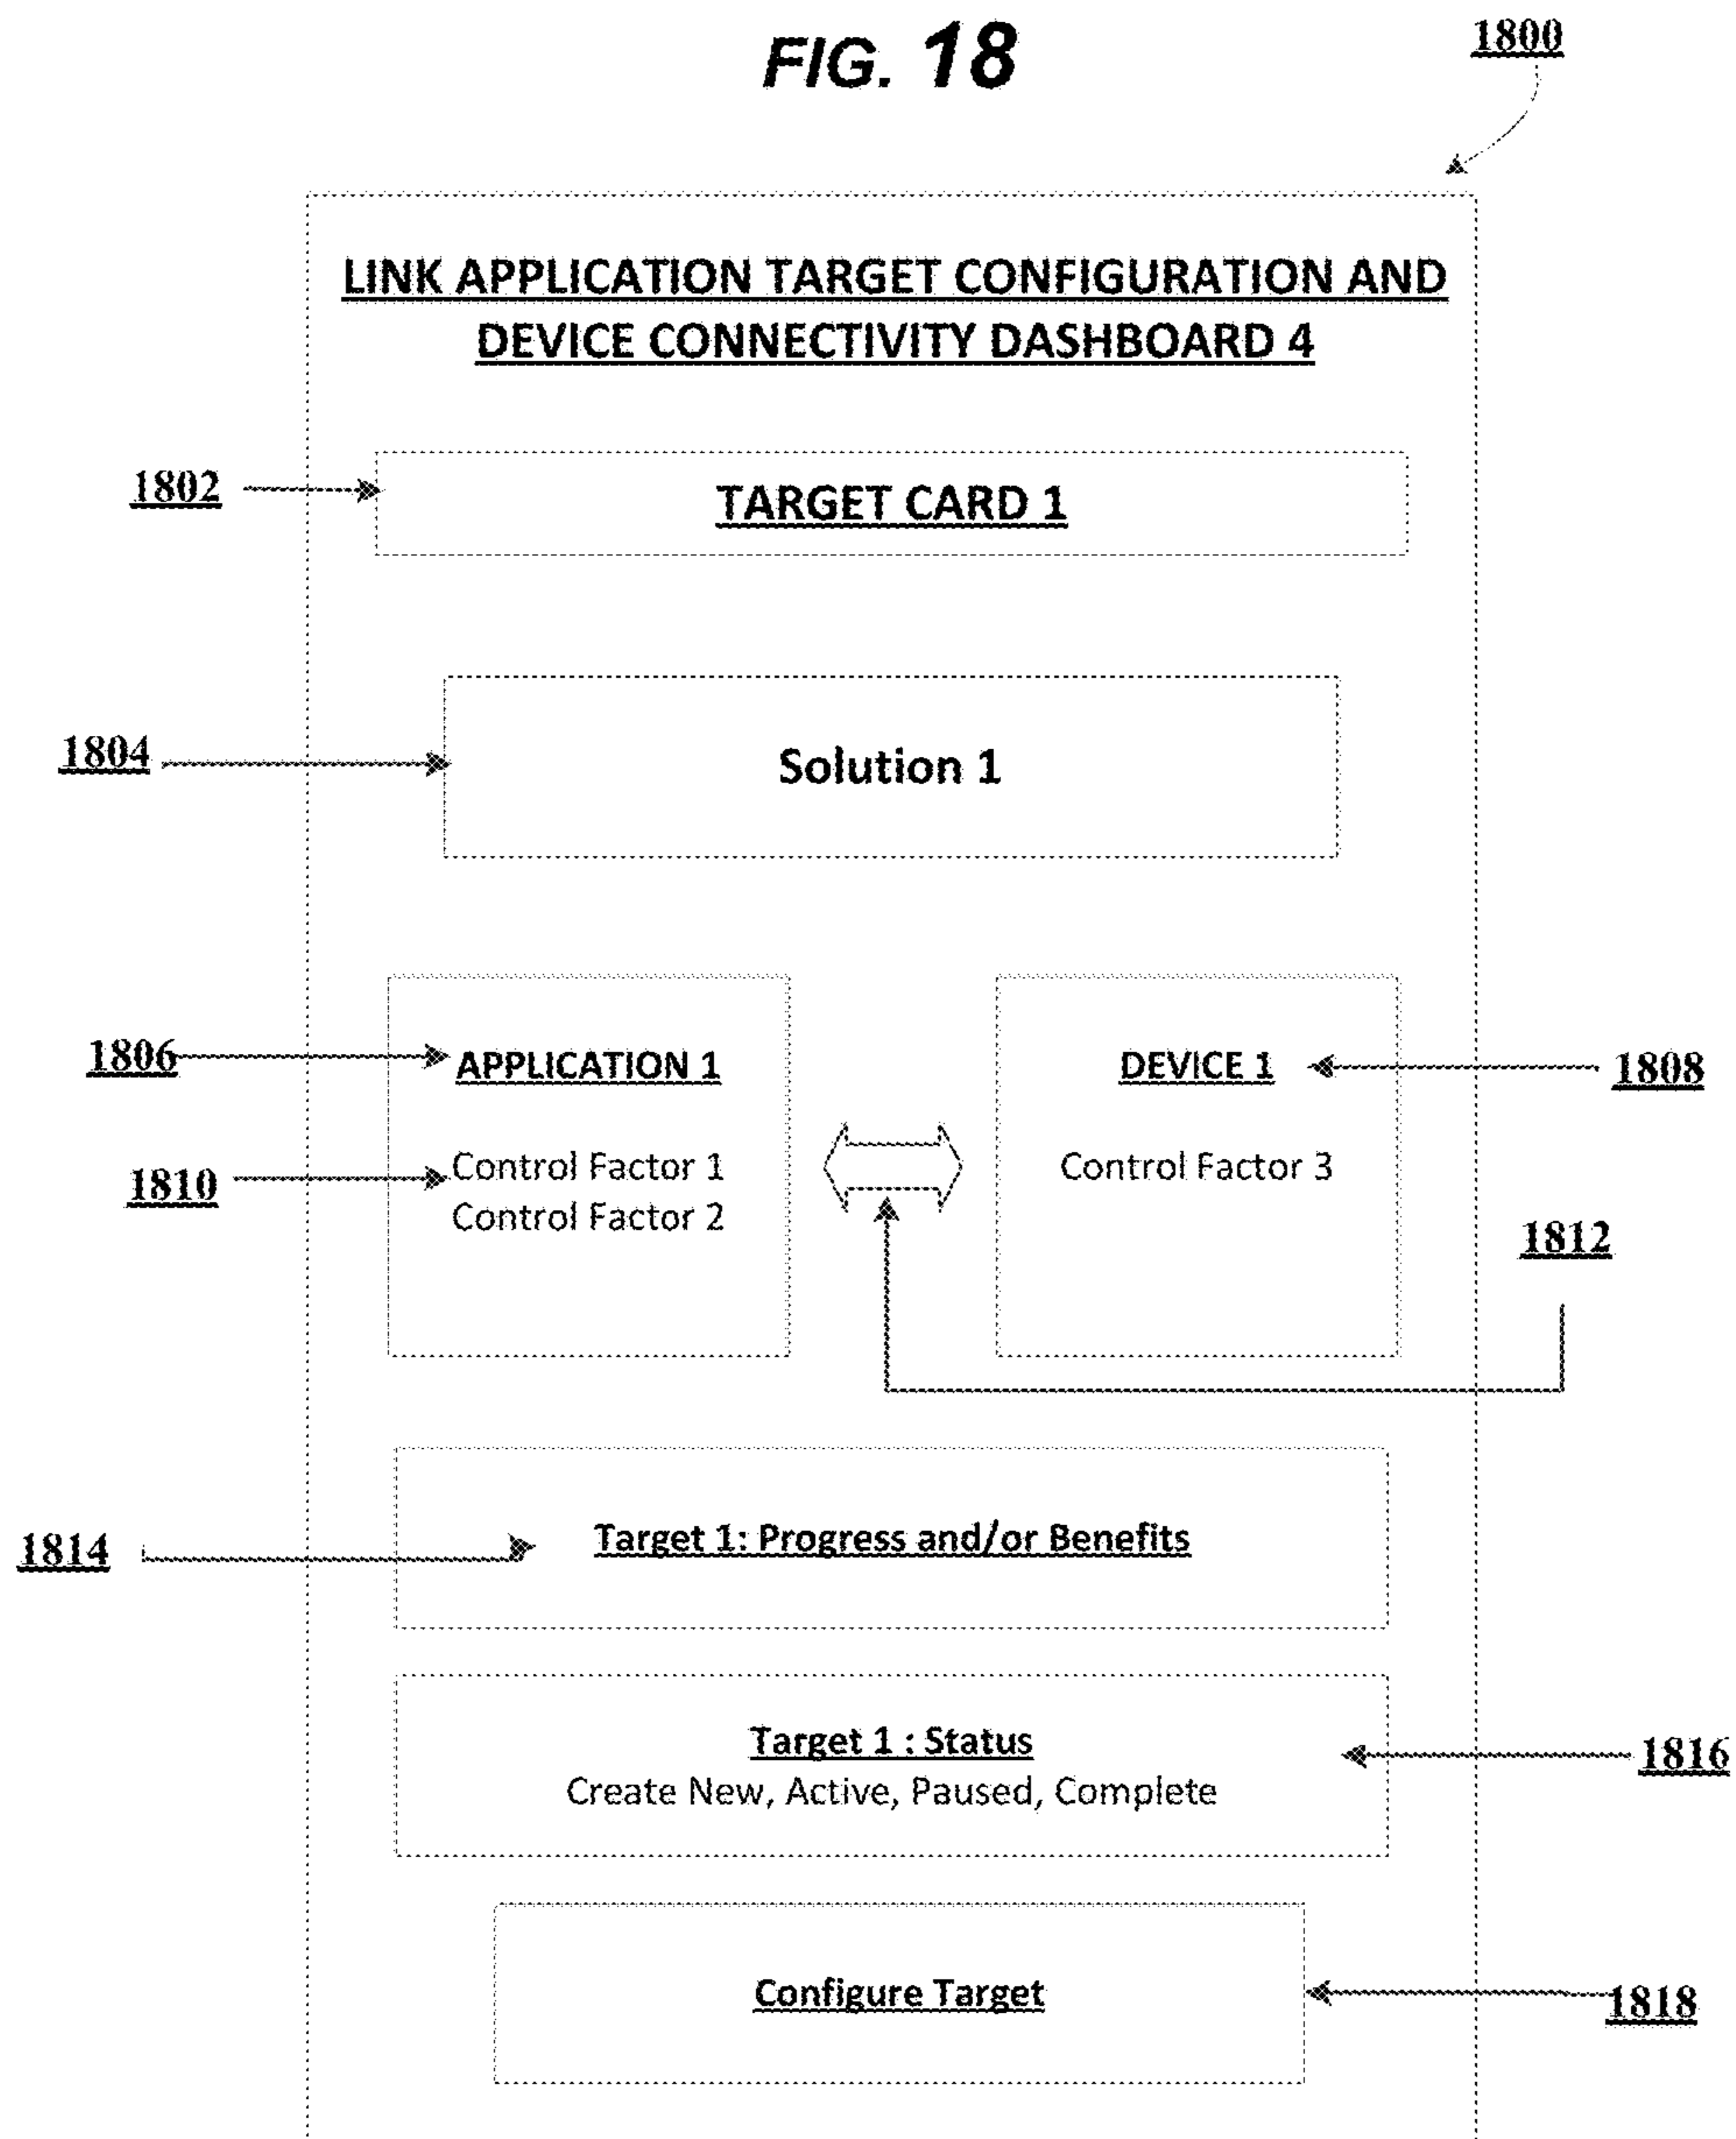 FIG. 18
1800
LINK APPLICATION TARGET CONFIGURATION AND
DEVICE CONNECTIVITY DASHBOARD 4
1802
TARGET CARD 1
1804
Solution 1
1806
APPLICATION 1
DEVICE 1
1808
1810
Control Factor 1
Control Factor 2
Control Factor 3
1812
1814
Target 1: Progress and/or Benefits
Target 1 : Status
Create New, Active, Paused, Complete
1816
Configure Target
1818